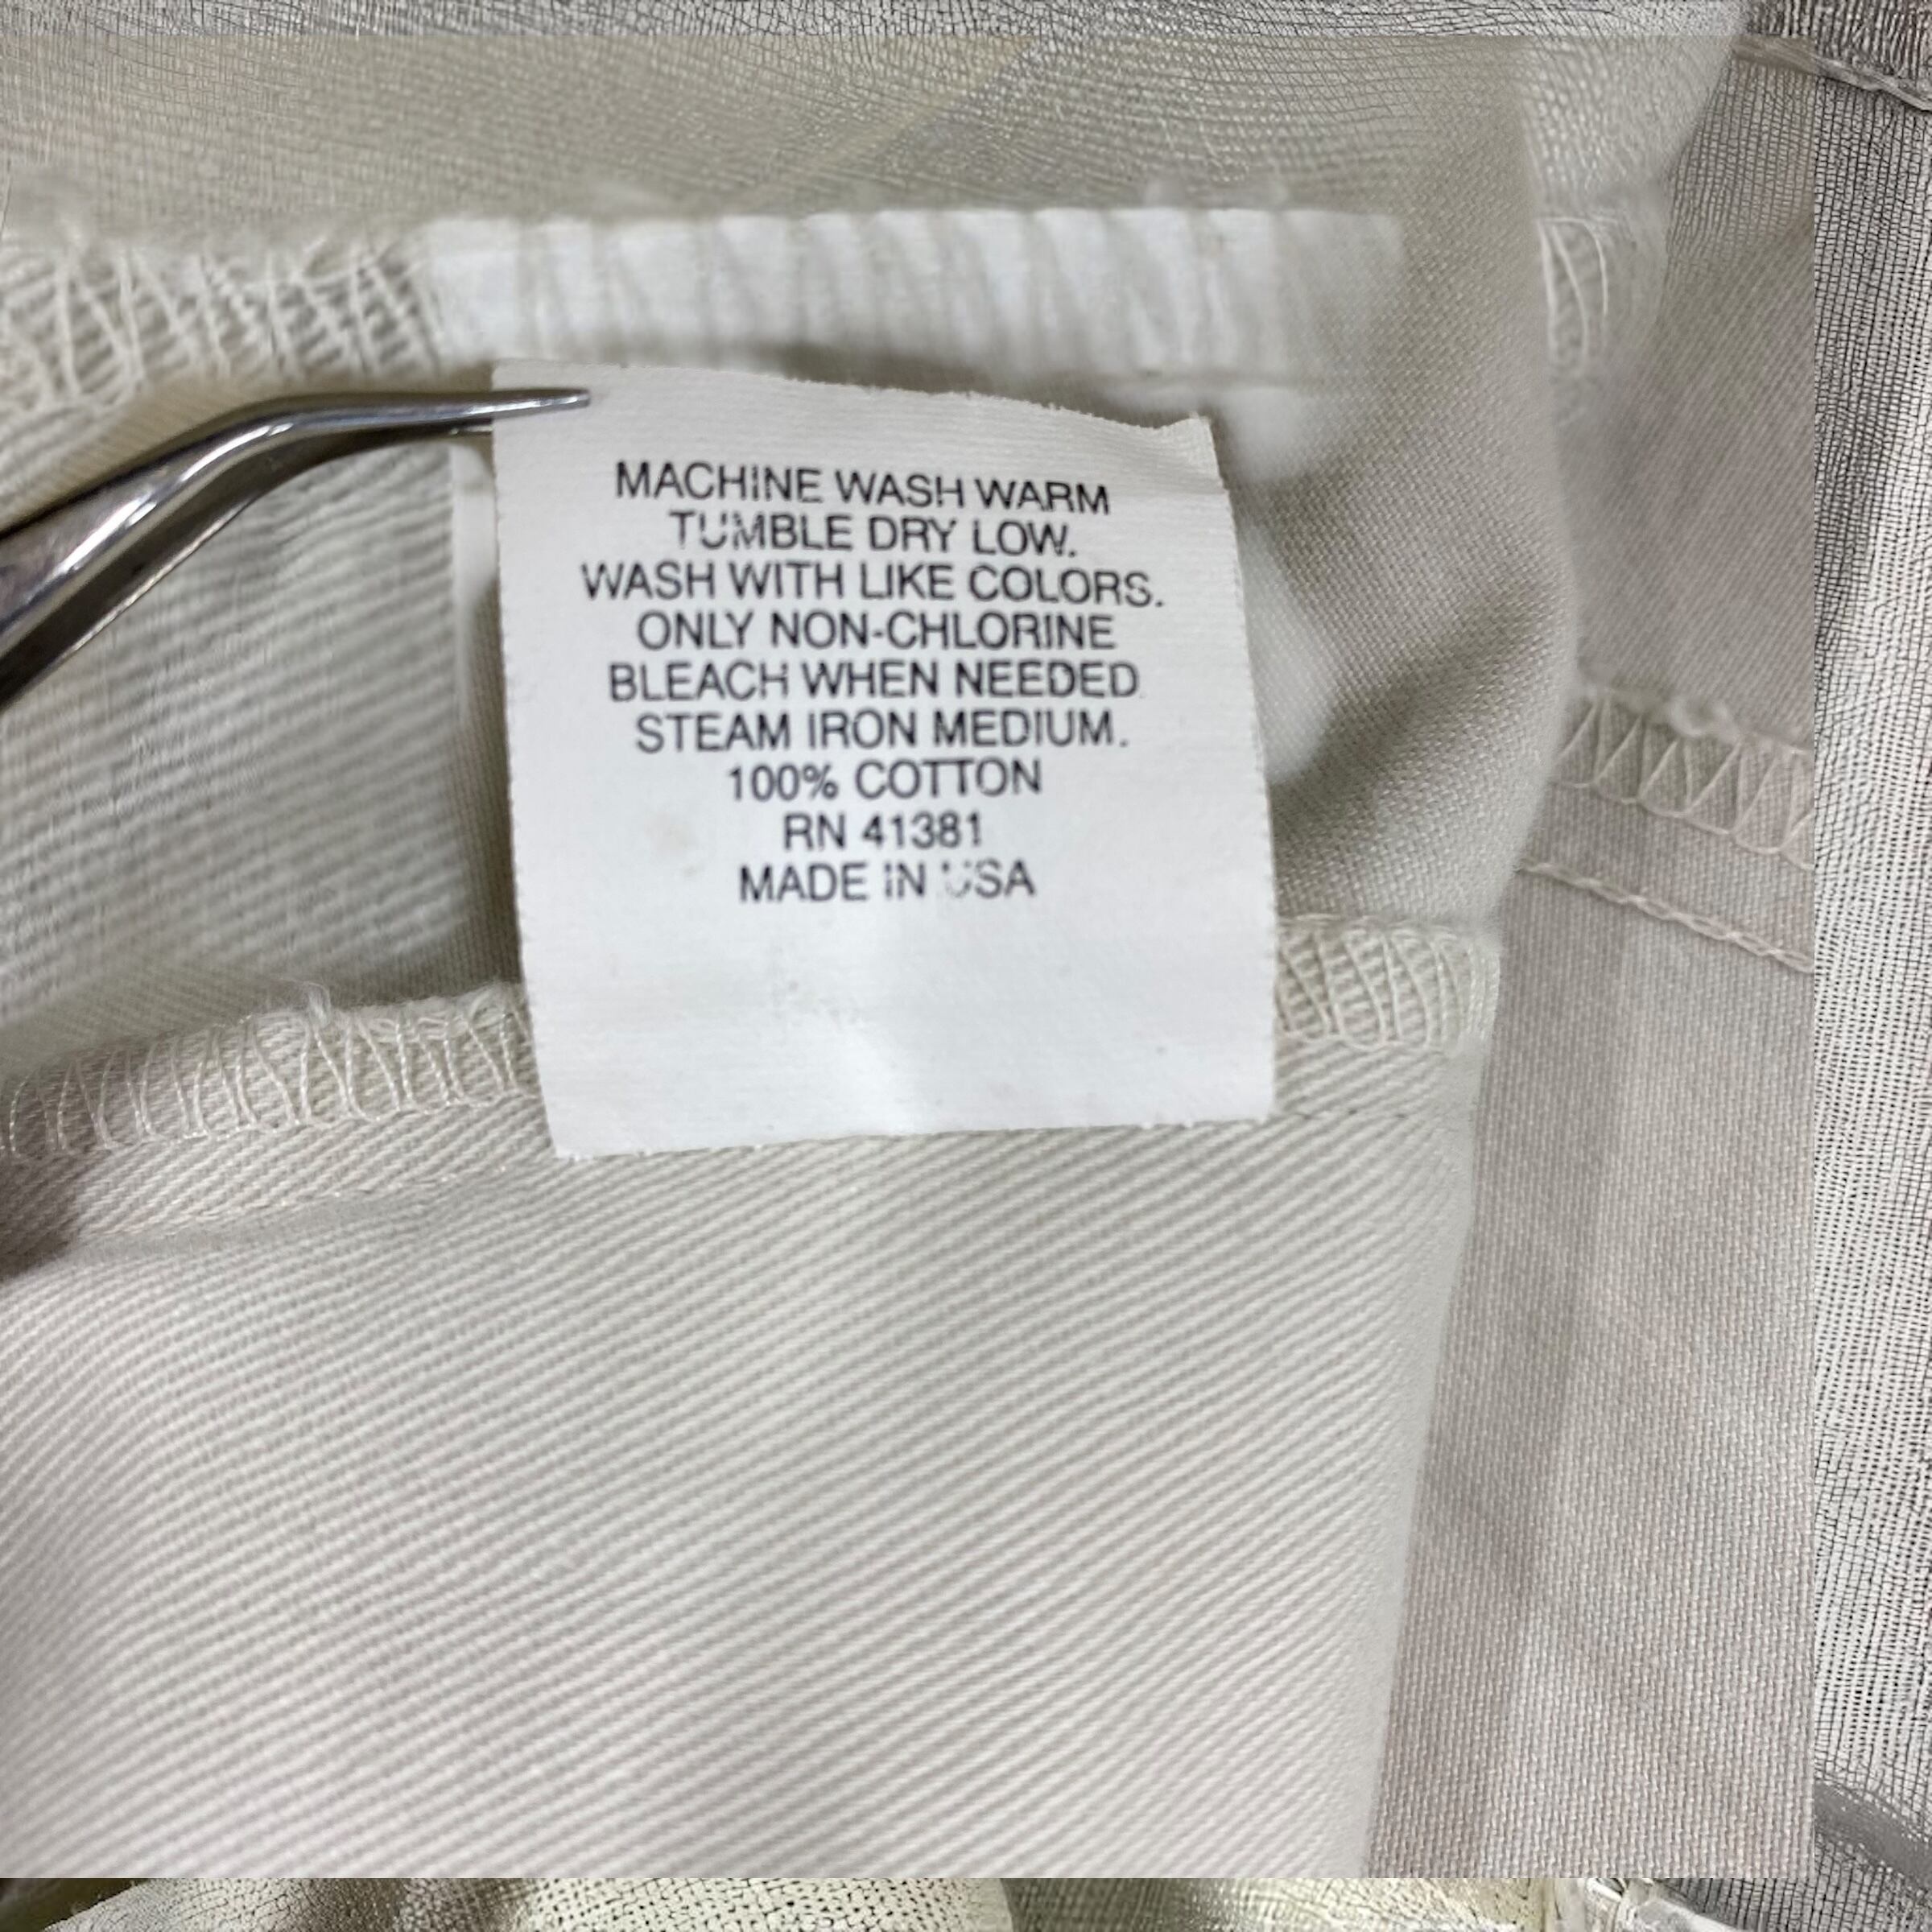 MACHINE WASH WARM
TUMBLE DRY LOW.
WASH WITH LIKE COLORS.
ONLY NON-CHLORINE
BLEACH WHEN NEEDED
STEAM IRON MEDIUM.
100% COTTON
RN 41381
MADE IN USA